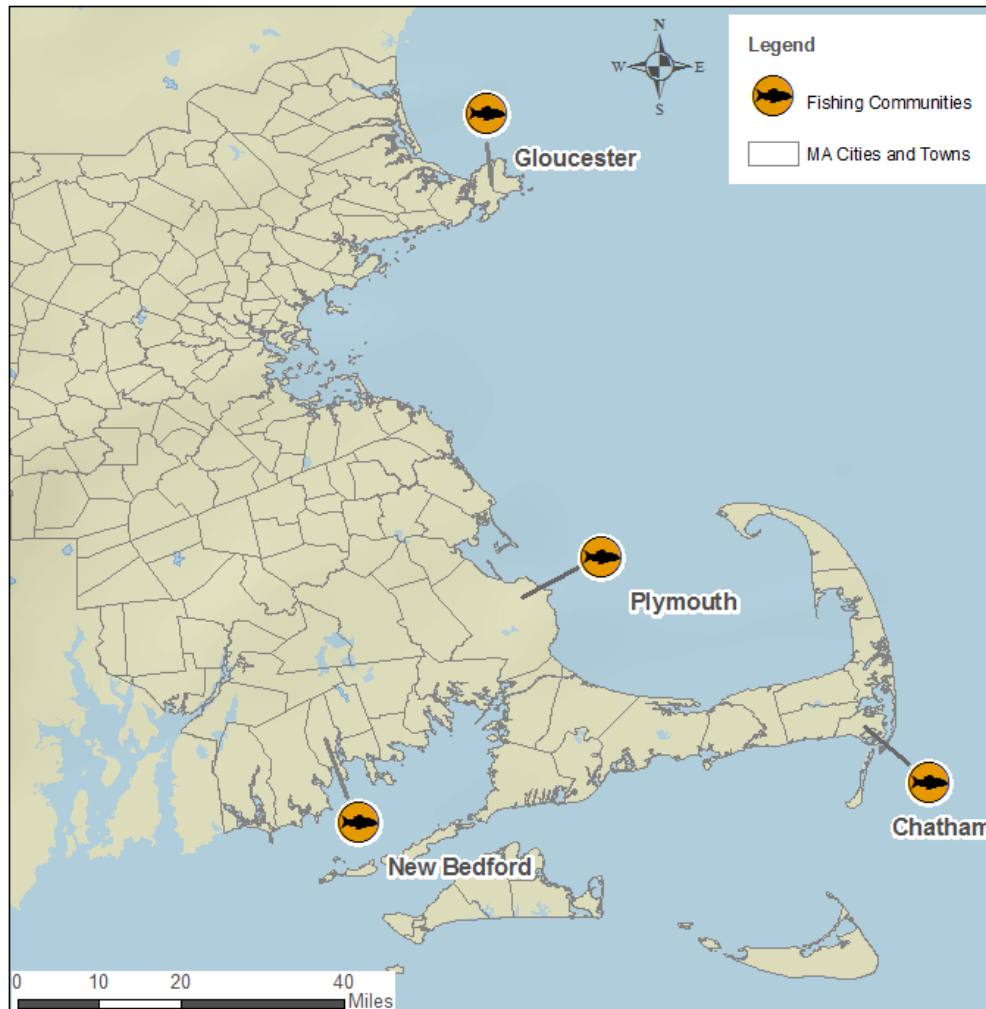 N
W E
S
Legend
Fishing Communities
MA Cities and Towns
Gloucester
Plymouth
Chatham
New Bedford
0 10 20 40
Miles